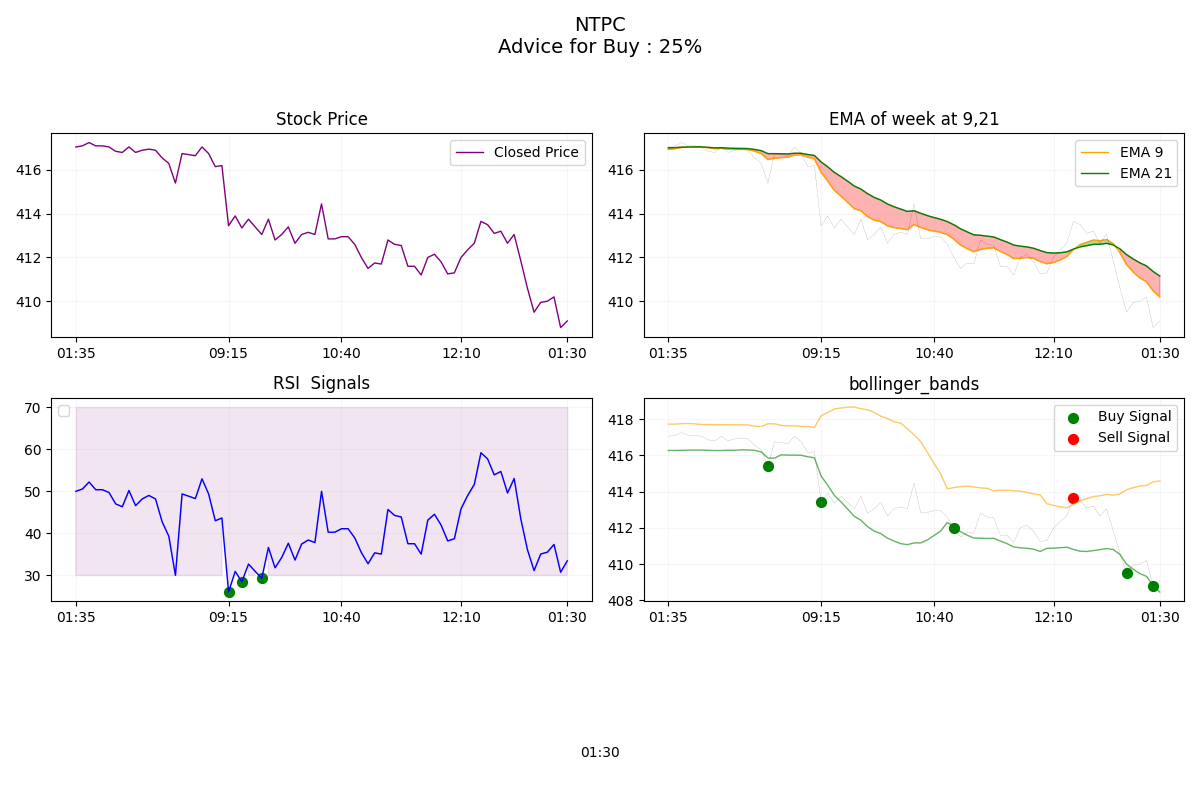 NTPC
Advice for Buy : 25%
Stock Price
Closed Price
416
414
412
410
01:35 09:15 10:40 12:10 01:30
EMA of week at 9,21
EMA 9
EMA 21
416
414
412
410
01:35 09:15 10:40 12:10 01:30
RSI  Signals
70
60
50
40
30
01:35 09:15 10:40 12:10 01:30
bollinger_bands
Buy Signal
Sell Signal
418
416
414
412
410
408
01:35 09:15 10:40 12:10 01:30
01:30